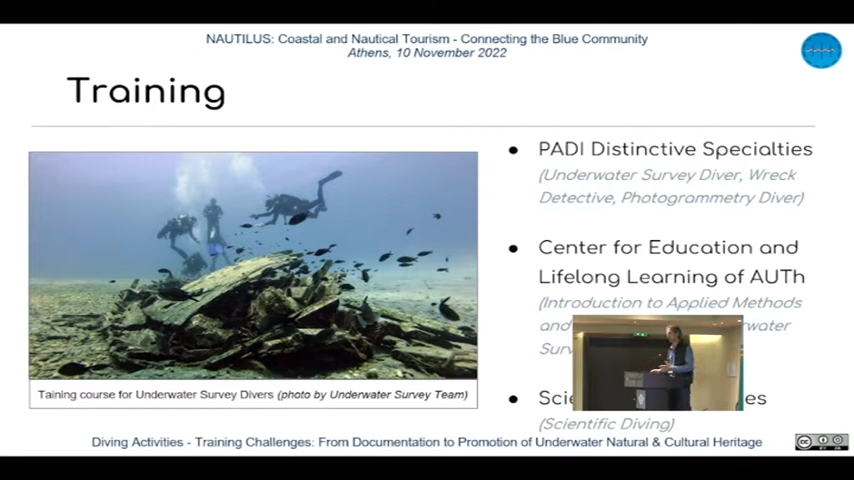 NAUTILUS: Coastal and Nautical Tourism - Connecting the Blue Community
Athens, 10 November 2022
Training
PADI Distinctive Specialties
(Underwater Survey Diver, Wreck
Detective, Photogrammetry Diver)
Center for Education and
Lifelong Learning of AUTh
(Introduction to Applied Methods
and
(Scientific Diving)
Taining course for Underwater Survey Divers (photo by Underwater Survey Team)
Diving Activities - Training Challenges: From Documentation to Promotion of Underwater Natural & Cultural Heritage